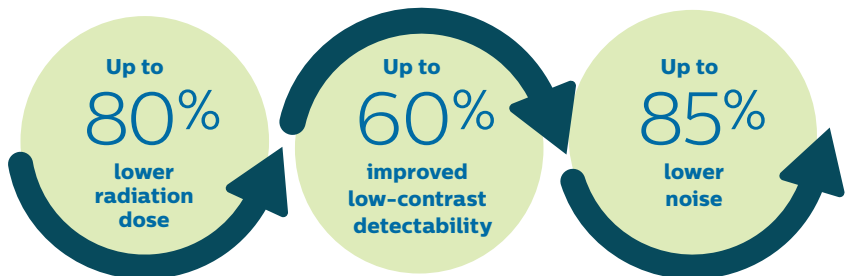 Up to
80%
lower
radiation
dose
Up to
60%
improved
low-contrast
detectability
Up to
85%
lower
noise